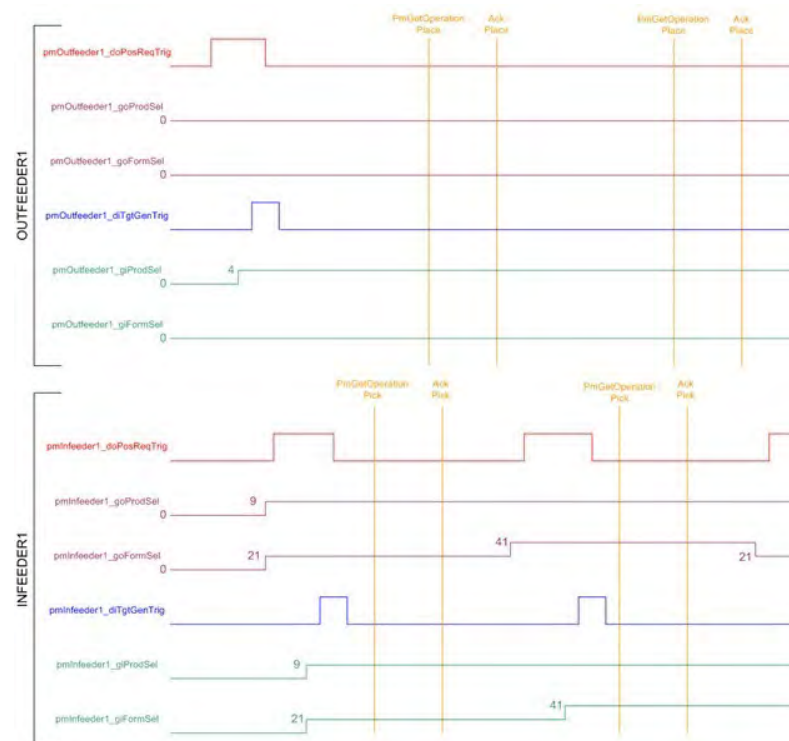 PmGetOperation Ack PmGetOperation Ack
Place Place Place Place
pmOutfeeder1_doPosReqTrig
pmOutfeeder1_goProdSel
0
pmOutfeeder1_goFormSel
0
OUTFEEDER1
pmOutfeeder1_diTgtGenTrig
4
pmOutfeeder1_giProdSel
0
pmOutfeeder1_giFormSel
0
PmGetOperation Ack PmGetOperation Ack
Pick Pick Pick Pick
pmInfeeder1_doPosReqTrig
9
pmInfeeder1_goProdSel
0
41
pmInfeeder1_goFormSel 21 21
0
INFEEDER1
pmInfeeder1_diTgtGenTrig
pmInfeeder1_giProdSel 9
41
pmInfeeder1_giFormSel 21